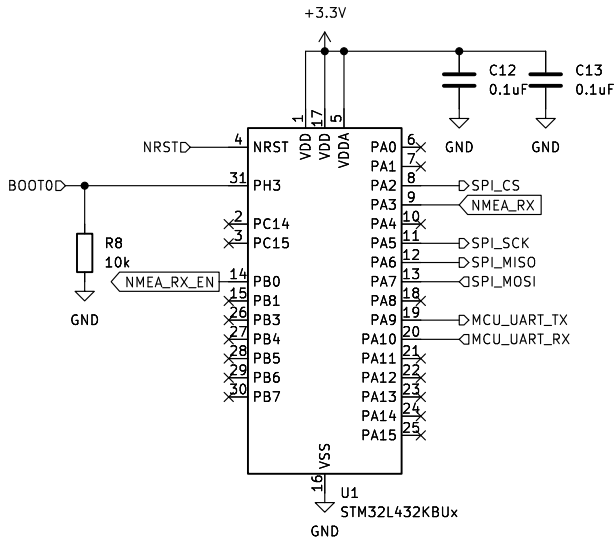 +3.3V
C12
0.1uF
C13
0.1uF
GND
GND
1
17
5
VDD
VDD
VDDA
NRST
4
NRST
BOOT0
31
PH3
R8
10k
GND
2
PC14
3
PC15
NMEA_RX_EN
14
PB0
15
PB1
26
PB3
27
PB4
28
PB5
29
PB6
30
PB7
PA0
6
PA1
7
PA2
8
SPI_CS
PA3
9
NMEA_RX
PA4
10
PA5
11
SPI_SCK
PA6
12
SPI_MISO
PA7
13
SPI_MOSI
PA8
18
PA9
19
MCU_UART_TX
PA10
20
MCU_UART_RX
PA11
21
PA12
22
PA13
23
PA14
24
PA15
25
VSS
16
U1
STM32L432KBUx
GND